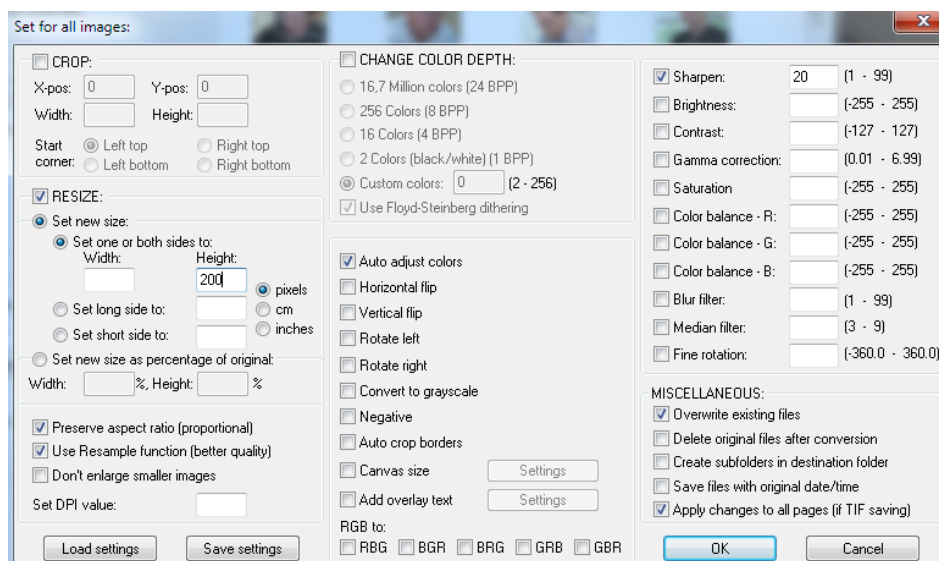 Set for all images:
CROP:
X-pos: 0 Y-pos: 0
Width: Height:
Start corner:
Left top Right top
Left bottom Right bottom
RESIZE:
Set new size:
Set one or both sides to:
Width: Height:
200
pixels
cm
inches
Set long side to:
Set short side to:
Set new size as percentage of original:
Width: %, Height: %
Preserve aspect ratio (proportional)
Use Resample function (better quality)
Don't enlarge smaller images
Set DPI value:
Load settings Save settings
CHANGE COLOR DEPTH:
16,7 Million colors (24 BPP)
256 Colors (8 BPP)
16 Colors (4 BPP)
2 Colors (black/white) (1 BPP)
Custom colors: 0 (2 - 256)
Use Floyd-Steinberg dithering
Auto adjust colors
Horizontal flip
Vertical flip
Rotate left
Rotate right
Convert to grayscale
Negative
Auto crop borders
Canvas size Settings
Add overlay text Settings
RGB to:
RBG BGR BRG GRB GBR
Sharpen: 20 (1 - 99)
Brightness: (-255 - 255)
Contrast: (-127 - 127)
Gamma correction: (0.01 - 6.99)
Saturation (-255 - 255)
Color balance - R: (-255 - 255)
Color balance - G: (-255 - 255)
Color balance - B: (-255 - 255)
Blur filter: (1 - 99)
Median filter: (3 - 9)
Fine rotation: (-360.0 - 360.0)
MISCELLANEOUS:
Overwrite existing files
Delete original files after conversion
Create subfolders in destination folder
Save files with original date/time
Apply changes to all pages (if TIF saving)
OK Cancel